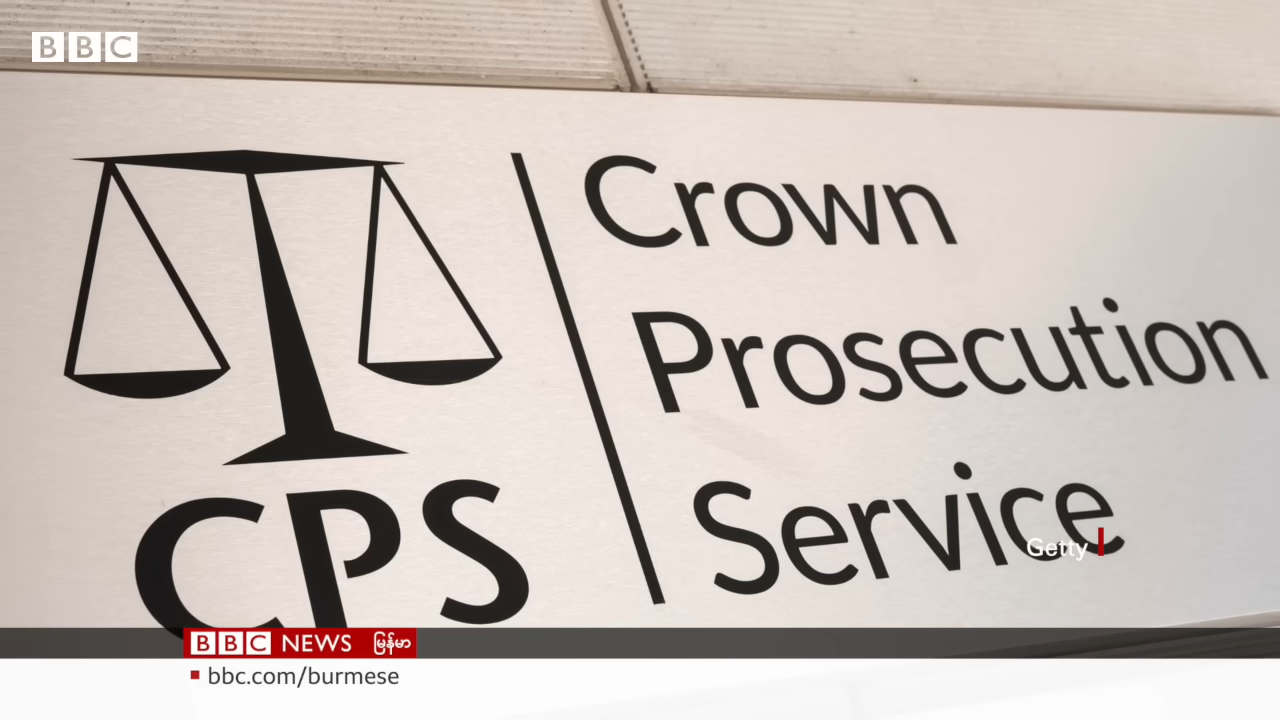 BBC
Crown
Prosecution
Service
CPS
Getty
BBC NEWS မြန်မာ
bbc.com/burmese